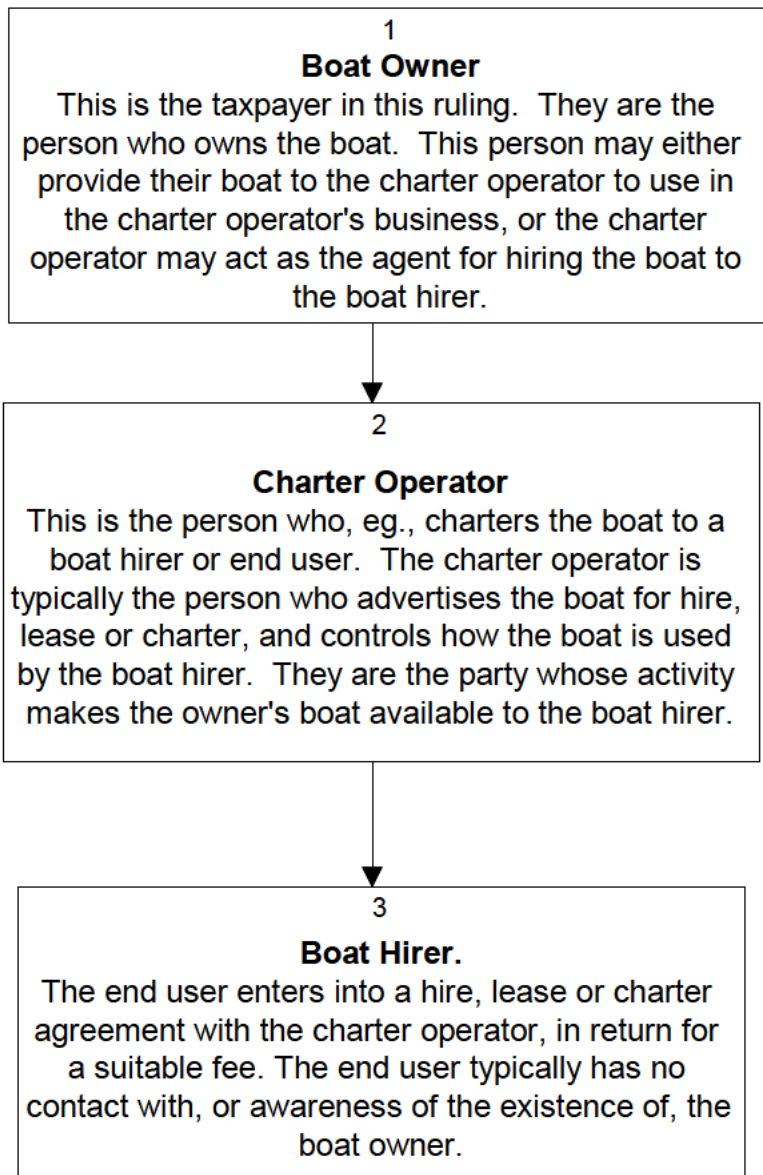 1
Boat Owner
This is the taxpayer in this ruling.  They are the
person who owns the boat.  This person may either
provide their boat to the charter operator to use in
the charter operator's business, or the charter
operator may act as the agent for hiring the boat to
the boat hirer.
2
Charter Operator
This is the person who, eg., charters the boat to a
boat hirer or end user.  The charter operator is
typically the person who advertises the boat for hire,
lease or charter, and controls how the boat is used
by the boat hirer.  They are the party whose activity
makes the owner's boat available to the boat hirer.
3
Boat Hirer.
The end user enters into a hire, lease or charter
agreement with the charter operator, in return for
a suitable fee. The end user typically has no
contact with, or awareness of the existence of, the
boat owner.